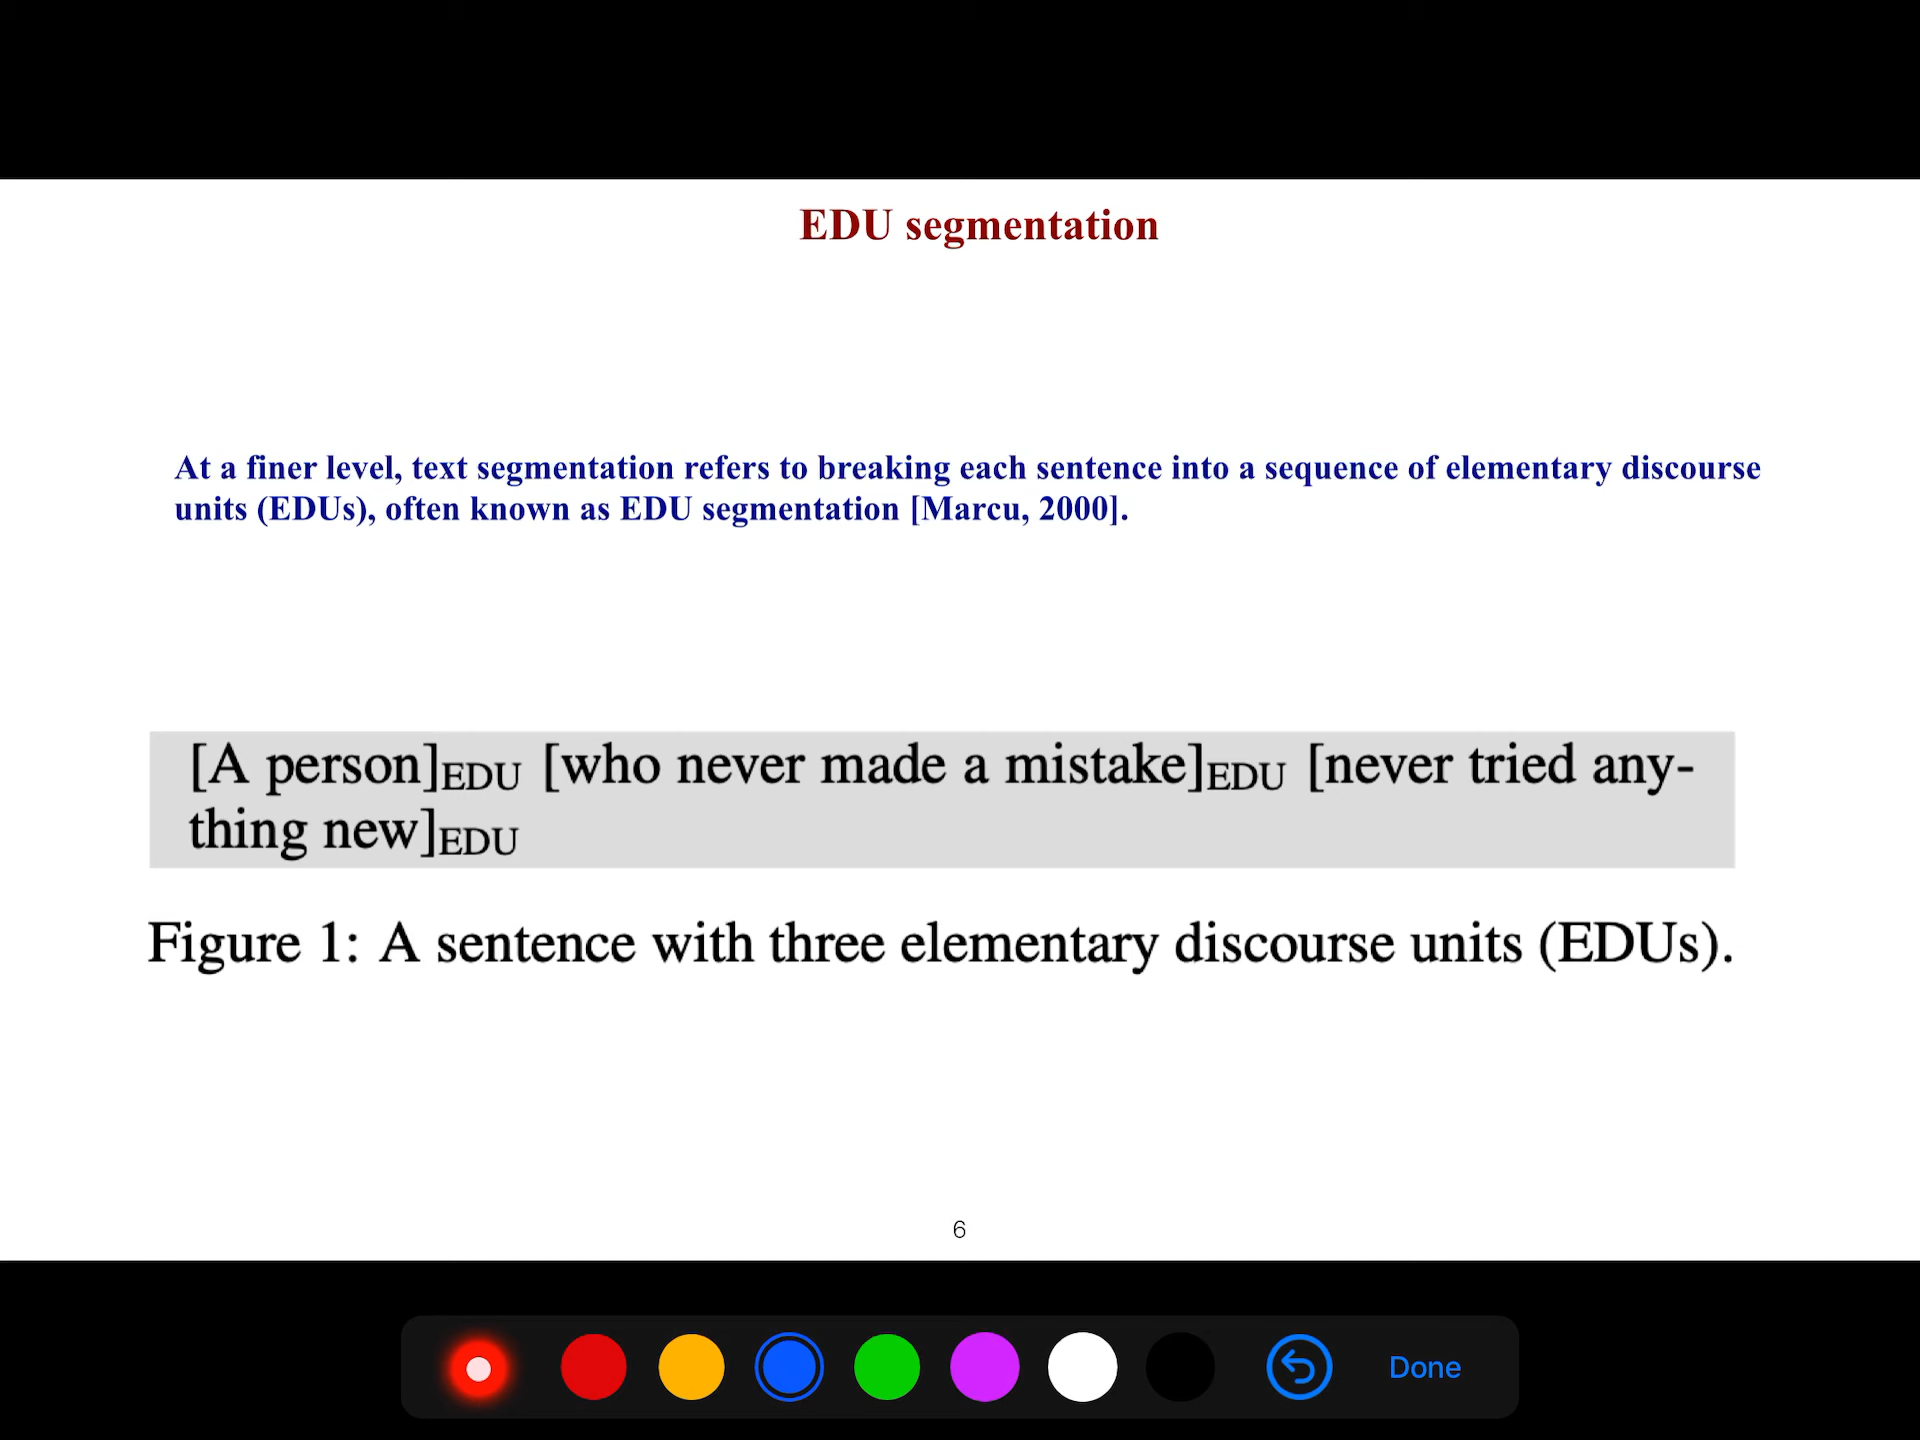 EDU segmentation
At a finer level, text segmentation refers to breaking each sentence into a sequence of elementary discourse
units (EDUs), often known as EDU segmentation [Marcu, 2000].
[A person]EDU [who never made a mistake]EDU [never tried any-
thing new]EDU
Figure 1: A sentence with three elementary discourse units (EDUs).
6
Done